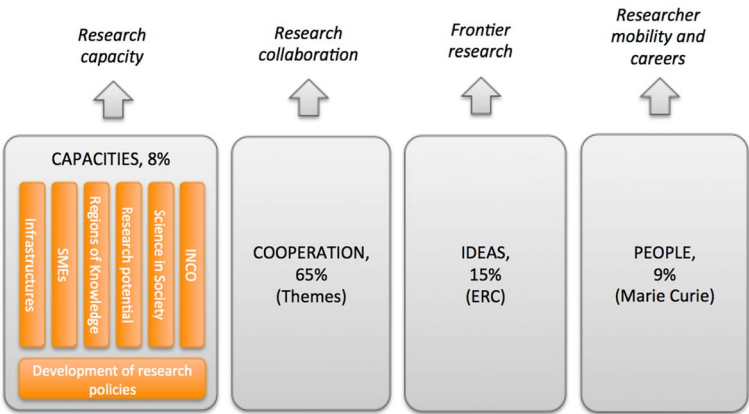 Research
capacity
Research
collaboration
Frontier
research
Researcher
mobility and
careers
CAPACITIES, 8%
Infrastructures
SMEs
Regions of Knowledge
Research potential
Science in Society
INCO
Development of research
policies
COOPERATION,
65%
(Themes)
IDEAS,
15%
(ERC)
PEOPLE,
9%
(Marie Curie)